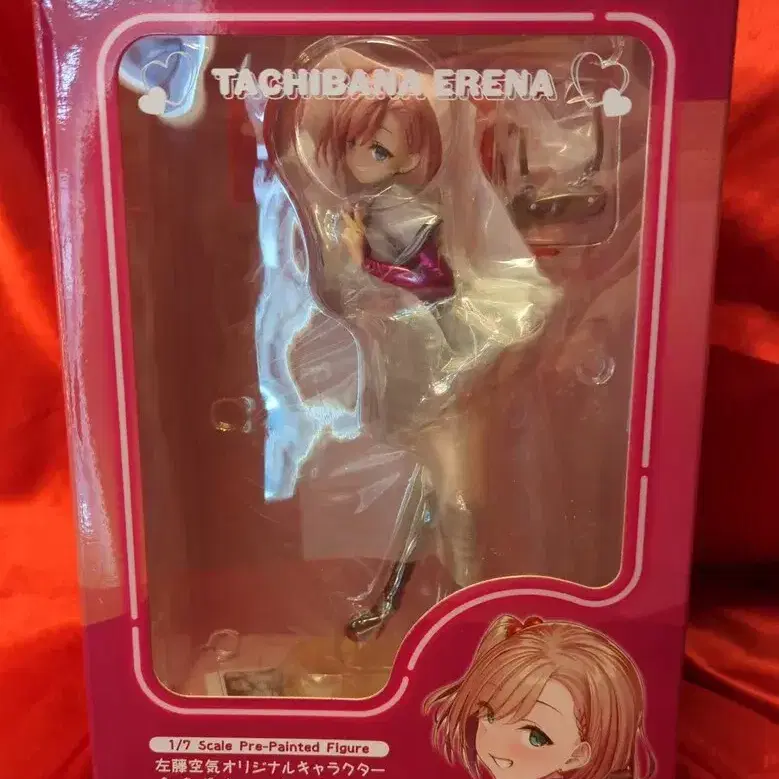 TACHIBANA ERENA
1/7 Scale Pre-Painted Figure
左藤空気オリジナルキャラクター